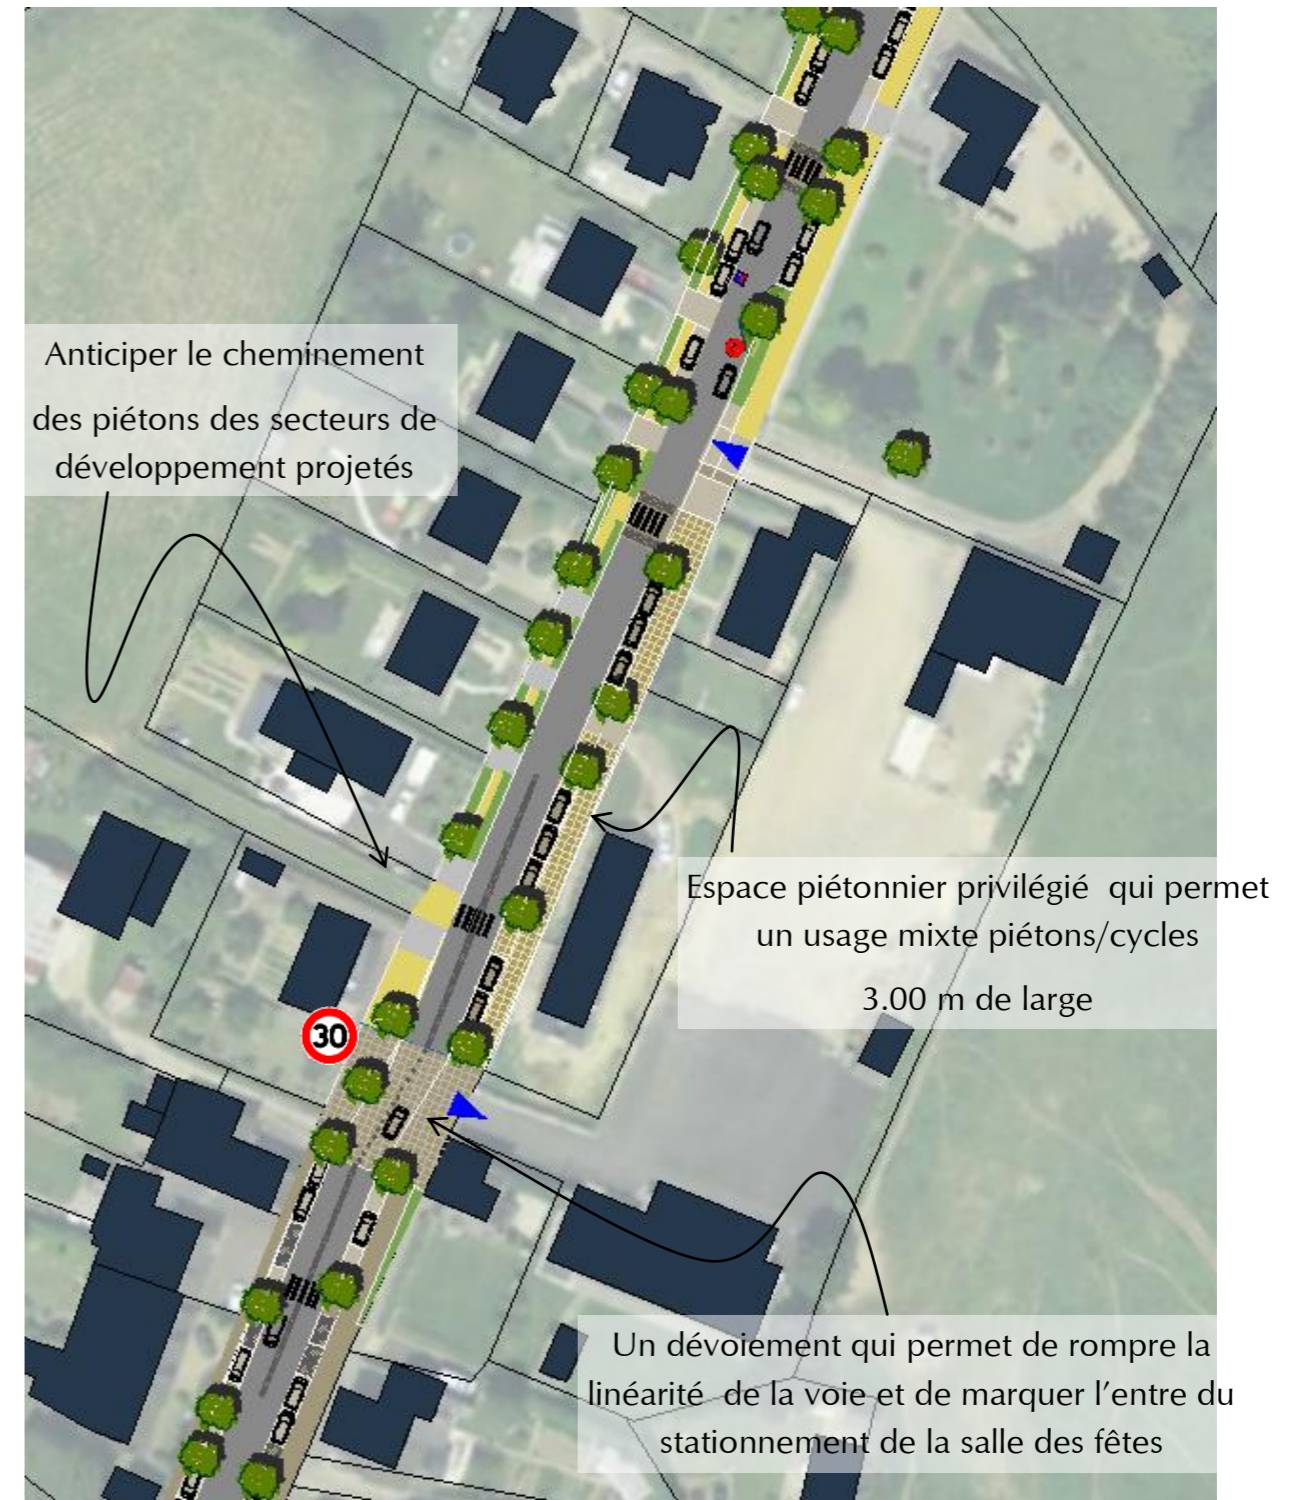 Anticiper le cheminement
des piétons des secteurs de
développement projetés
Espace piétonnier privilégié qui permet
un usage mixte piétons/cycles
3.00 m de large
30
Un dévoiement qui permet de rompre la
linéarité de la voie et de marquer l’entre du
stationnement de la salle des fêtes